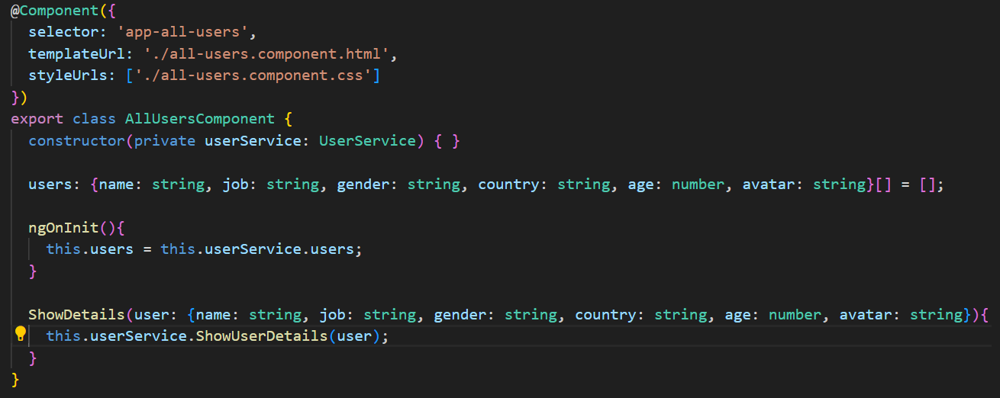 @Component({
  selector: 'app-all-users',
  templateUrl: './all-users.component.html',
  styleUrls: ['./all-users.component.css']
})
export class AllUsersComponent {
  constructor(private userService: UserService) { }
  users: {name: string, job: string, gender: string, country: string, age: number, avatar: string}[] = [];
  ngOnInit(){
    this.users = this.userService.users;
  }
  ShowDetails(user: {name: string, job: string, gender: string, country: string, age: number, avatar: string}){
    this.userService.ShowUserDetails(user);
  }
}